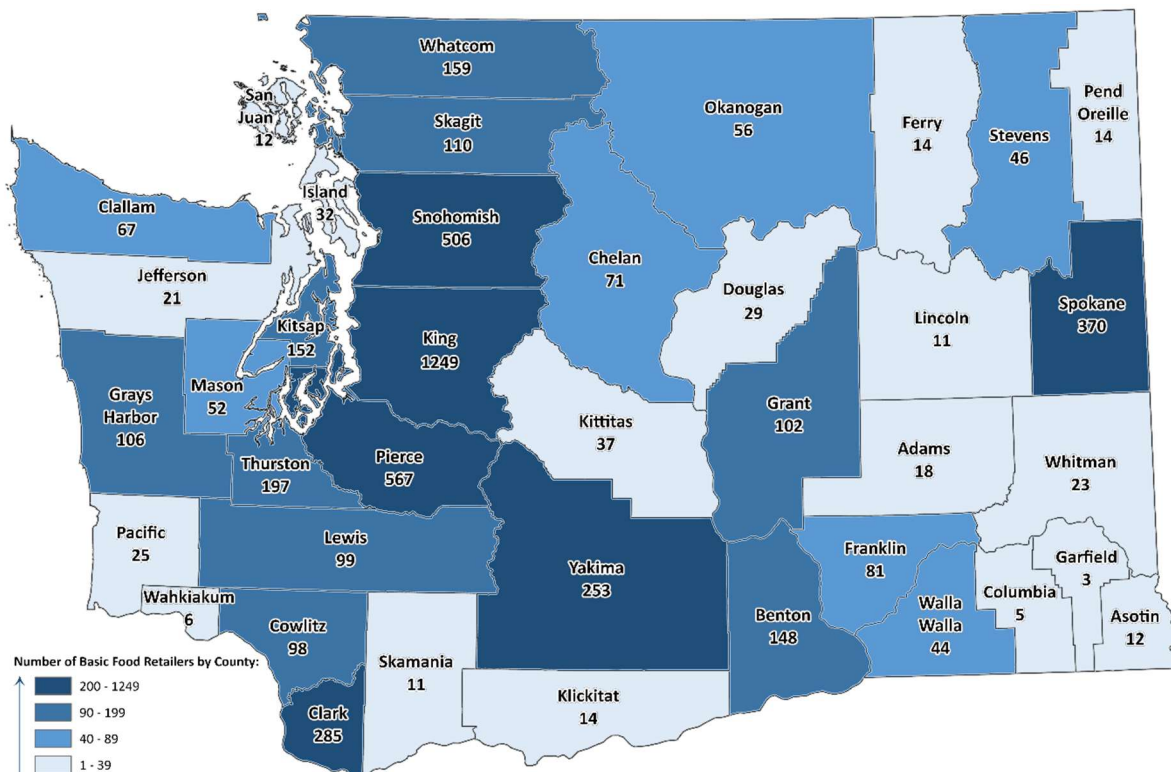 Whatcom
159
San
Juan
12
Skagit
110
Okanogan
56
Ferry
14
Stevens
46
Pend
Oreille
14
Island
32
Clallam
67
Snohomish
506
Chelan
71
Jefferson
21
Douglas
29
Lincoln
11
Spokane
370
Kitsap
152
King
1249
Mason
52
Grays
Harbor
106
Kittitas
37
Grant
102
Adams
18
Whitman
23
Thurston
197
Pierce
567
Pacific
25
Lewis
99
Yakima
253
Franklin
81
Garfield
3
Columbia
5
Benton
148
Walla
Walla
44
Asotin
12
Wahkiakum
6
Cowlitz
98
Skamania
11
Klickitat
14
Clark
285
Number of Basic Food Retailers by County:
200 - 1249
90 - 199
40 - 89
1 - 39